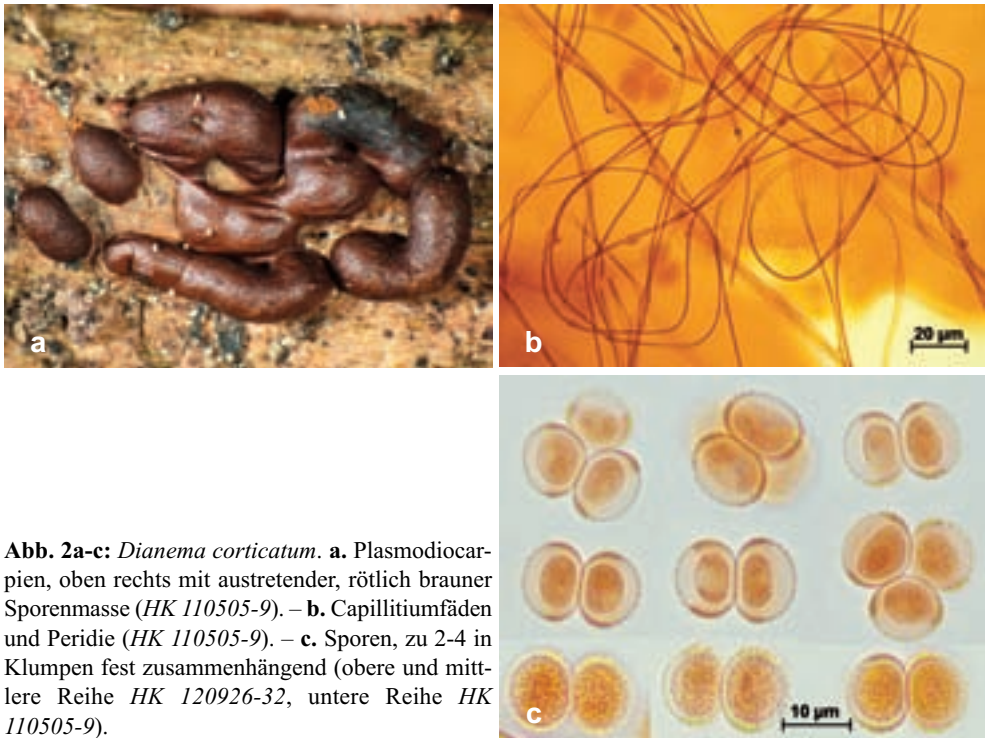 a
b
20 µm
Abb. 2a-c: Dianema corticatum. a. Plasmodiocar-
pien, oben rechts mit austretender, rötlich brauner
Sporenmasse (HK 110505-9). – b. Capillitiumfäden
und Peridie (HK 110505-9). – c. Sporen, zu 2-4 in
Klumpen fest zusammenhängend (obere und mitt-
lere Reihe HK 120926-32, untere Reihe HK
110505-9).
c
10 µm